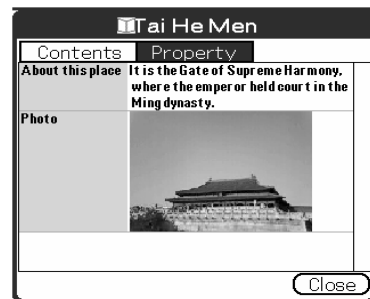 Tai He Men
Contents Property
About this place It is the Gate of Supreme Harmony,
where the emperor held court in the
Ming dynasty.
Photo
Close